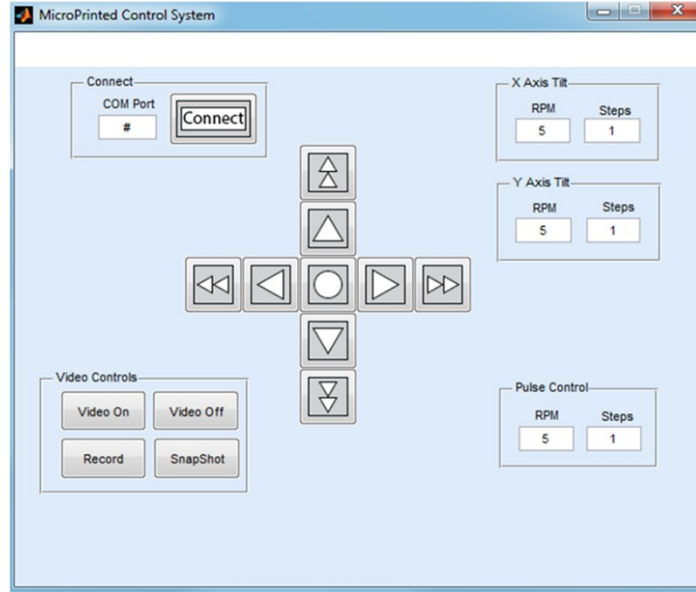 MicroPrinted Control System
Connect
COM Port
#
Connect
X Axis Tilt
RPM Steps
5 1
Y Axis Tilt
RPM Steps
5 1
Video Controls
Video On Video Off
Record SnapShot
Pulse Control
RPM Steps
5 1